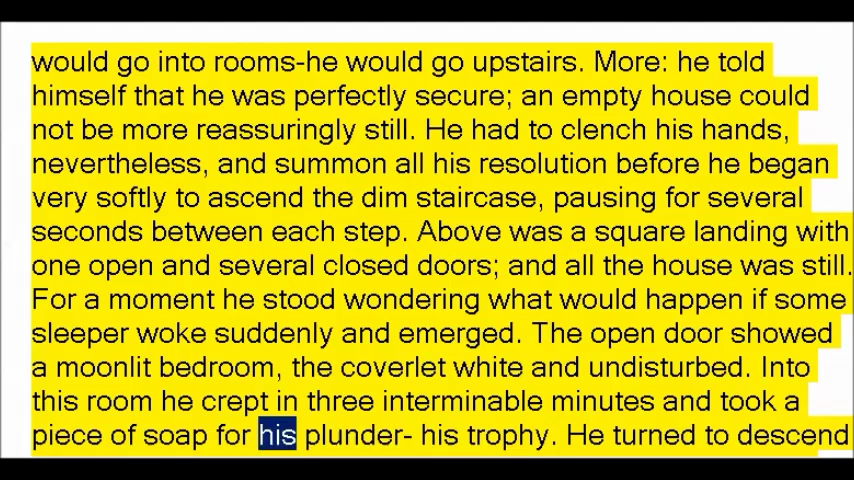 would go into rooms-he would go upstairs. More: he told
himself that he was perfectly secure; an empty house could
not be more reassuringly still. He had to clench his hands,
nevertheless, and summon all his resolution before he began
very softly to ascend the dim staircase, pausing for several
seconds between each step. Above was a square landing with
one open and several closed doors; and all the house was still.
For a moment he stood wondering what would happen if some
sleeper woke suddenly and emerged. The open door showed
a moonlit bedroom, the coverlet white and undisturbed. Into
this room he crept in three interminable minutes and took a
piece of soap for his plunder- his trophy. He turned to descend